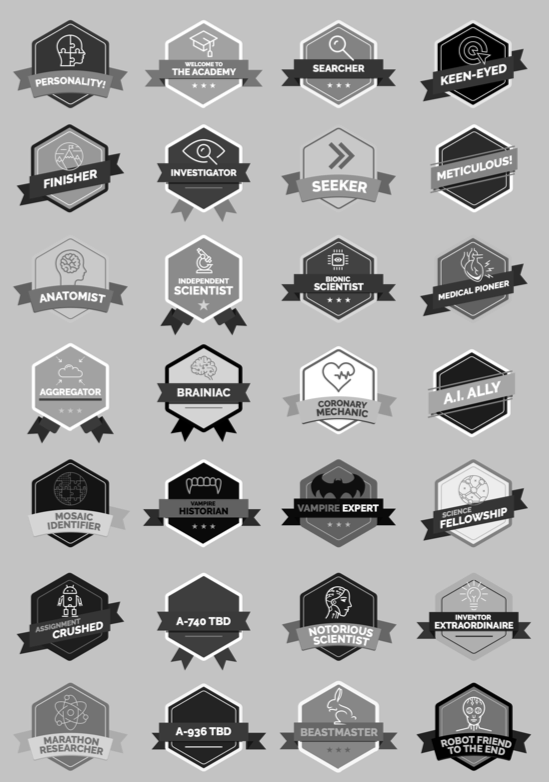 PERSONALITY!
WELCOME TO
THE ACADEMY
SEARCHER
KEEN-EYED
FINISHER
INVESTIGATOR
SEEKER
METICULOUS!
ANATOMIST
INDEPENDENT
SCIENTIST
BIONIC
SCIENTIST
MEDICAL PIONEER
AGGREGATOR
BRAINIAC
CORONARY
MECHANIC
A.I. ALLY
MOSAIC
IDENTIFIER
VAMPIRE
HISTORIAN
VAMPIRE EXPERT
SCIENCE
FELLOWSHIP
ASSIGNMENT
CRUSHED
A-740 TBD
NOTORIOUS
SCIENTIST
INVENTOR
EXTRAORDINAIRE
MARATHON
RESEARCHER
A-936 TBD
BEASTMASTER
ROBOT FRIEND
TO THE END